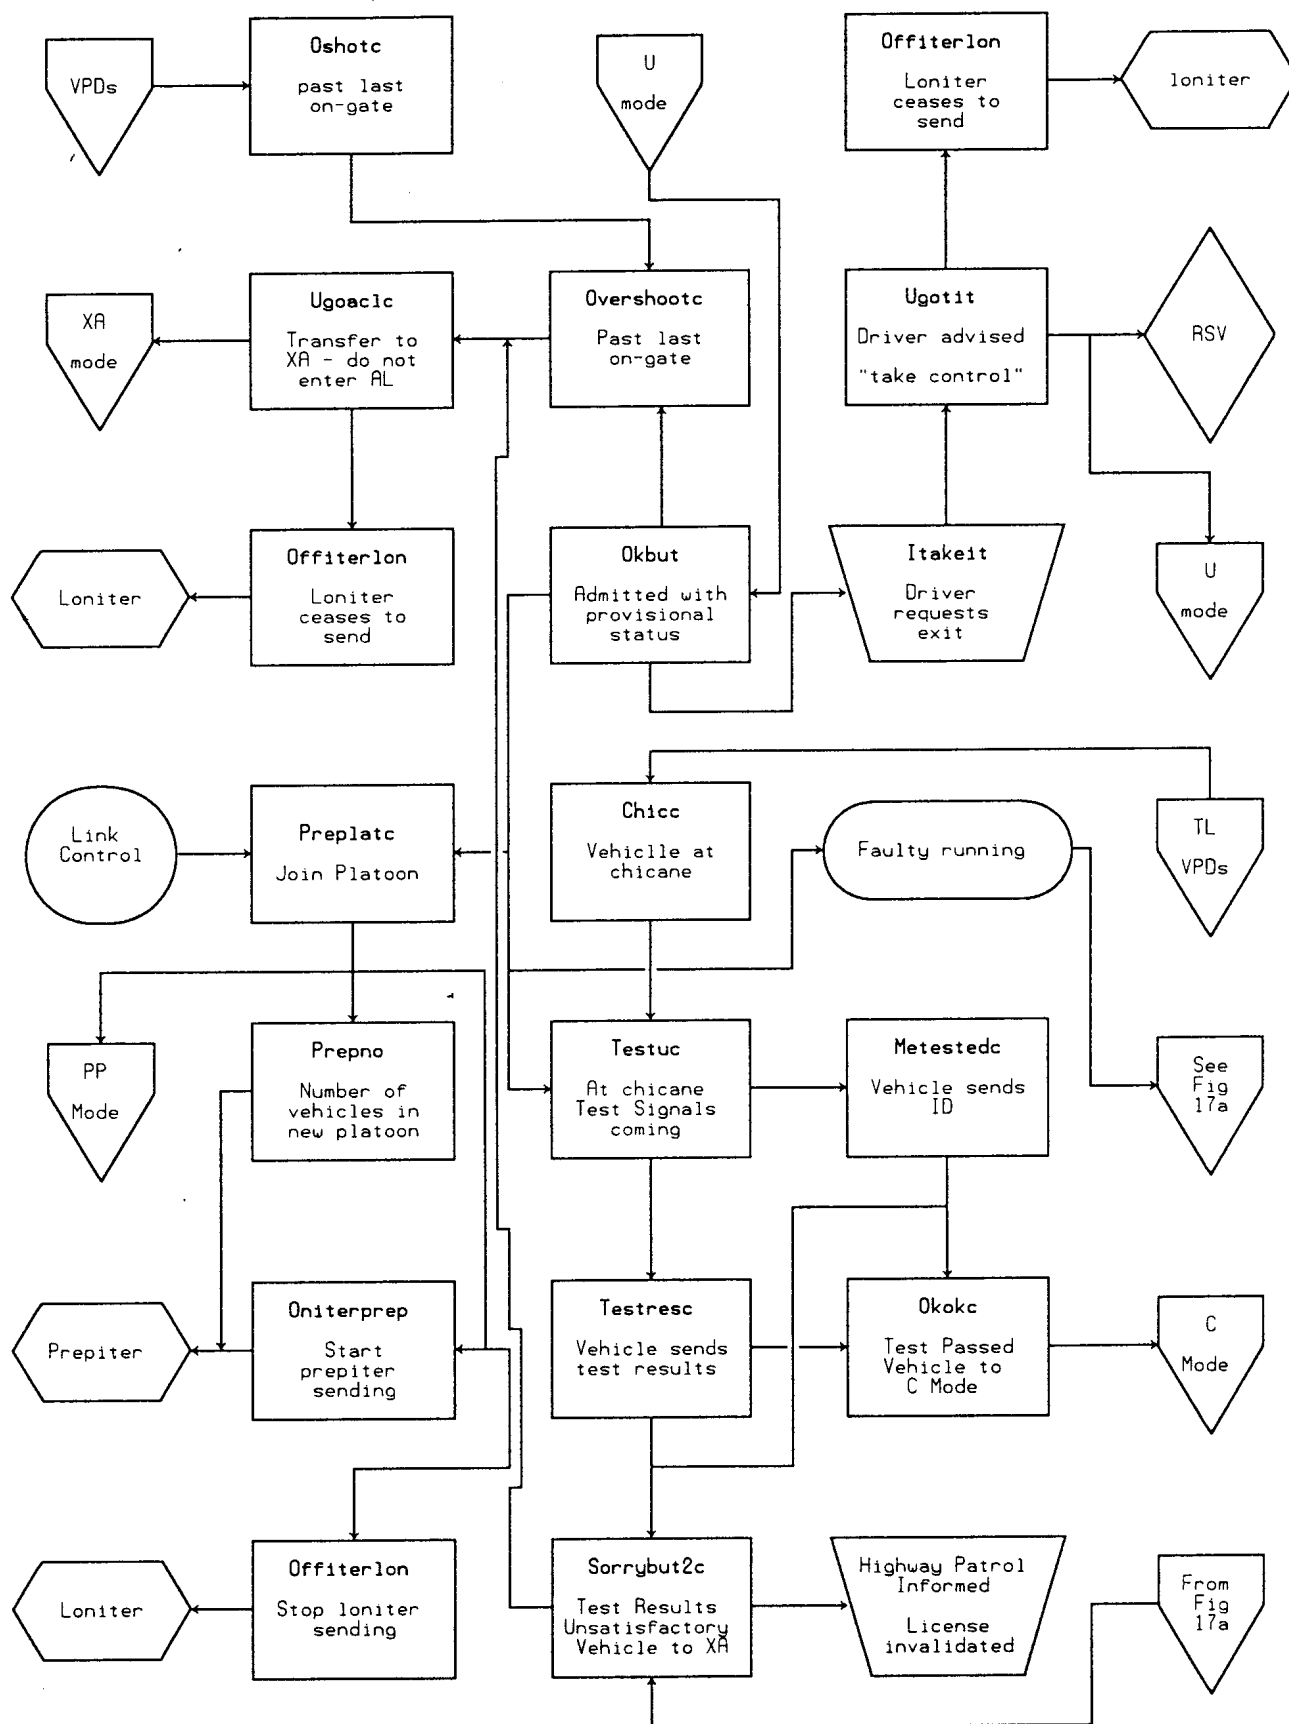 VPDs
Oshotc
past last
on-gate
U
mode
Offiterlon
Loniter
ceases to
send
loniter
XA
mode
Ugoaclc
Transfer to
XA - do not
enter AL
Overshootc
Past last
on-gate
Ugotit
Driver advised
"take control"
RSV
Loniter
Offiterlon
Loniter
ceases to
send
Okbut
Admitted with
provisional
status
Itakeit
Driver
requests
exit
U
mode
Link
Control
Preplatc
Join Platoon
Chicc
Vehiclle at
chicane
Faulty running
TL
VPDs
PP
Mode
Prepno
Number of
vehicles in
new platoon
Testuc
At chicane
Test Signals
coming
Metestedc
Vehicle sends
ID
See
Fig
17a
Prepiter
Oniterprep
Start
prepiter
sending
Testresc
Vehicle sends
test results
Okokc
Test Passed
Vehicle to
C Mode
C
Mode
Loniter
Offiterlon
Stop loniter
sending
Sorrybut2c
Test Results
Unsatisfactory
Vehicle to XA
Highway Patrol
Informed
License
invalidated
From
Fig
17a